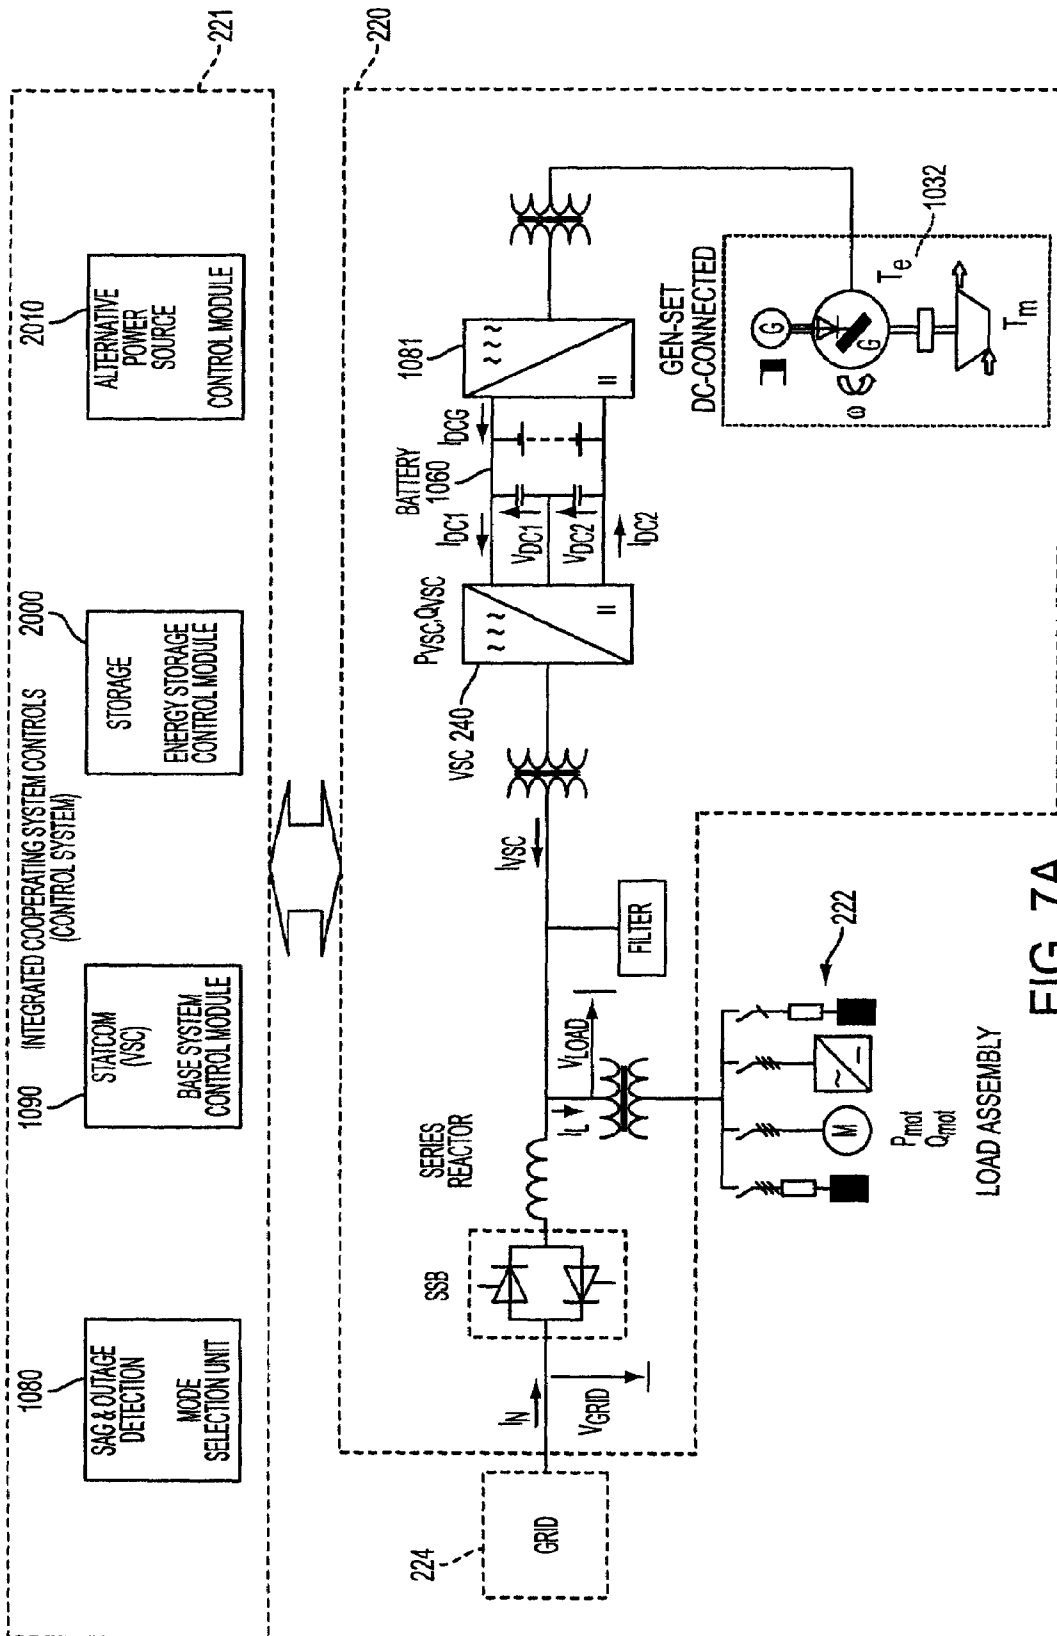 221
INTEGRATED COOPERATING SYSTEM CONTROLS
(CONTROL SYSTEM)
1080
SAG & OUTAGE
DETECTION
MODE
SELECTION UNIT
1090
STATCOM
(VSC)
BASE SYSTEM
CONTROL MODULE
2000
STORAGE
ENERGY STORAGE
CONTROL MODULE
2010
ALTERNATIVE
POWER
SOURCE
CONTROL MODULE
220
224
GRID
IN
VGRID
SSB
SERIES
REACTOR
IL
VLOAD
FILTER
IVSC
VSC 240
PVSC,QVSC
~ ~ ~
=
IDC1
VDC1
VDC2
IDC2
BATTERY
1060
IDCG
1081
~ ~ ~
=
GEN-SET
DC-CONNECTED
G
G
ω
Te
1032
Tm
222
M
Pmot
Qmot
~
–
LOAD ASSEMBLY
FIG. 7A